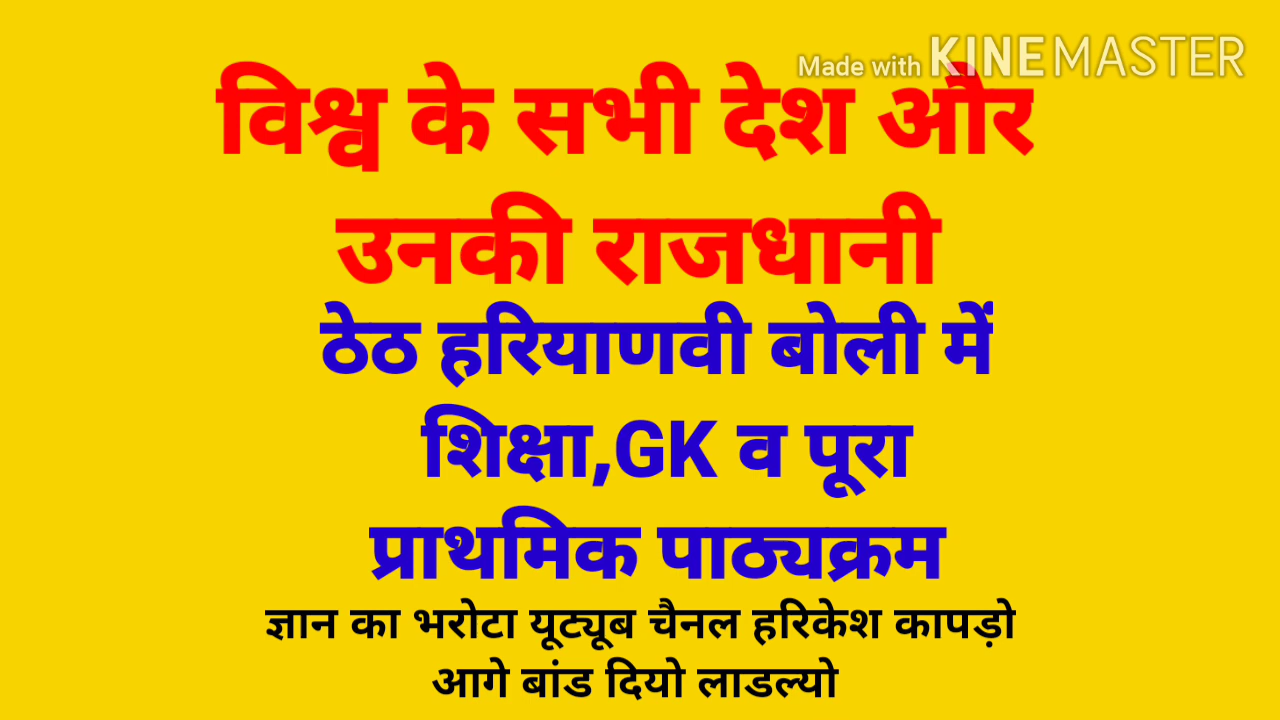 Made with KINEMASTER
विश्व के सभी देश और
उनकी राजधानी
ठेठ हरियाणवी बोली में
शिक्षा,GK व पूरा
प्राथमिक पाठ्यक्रम
ज्ञान का भरोटा यूट्यूब चैनल हरिकेश कापड़ो
आगे बांड दियो लाडल्यो